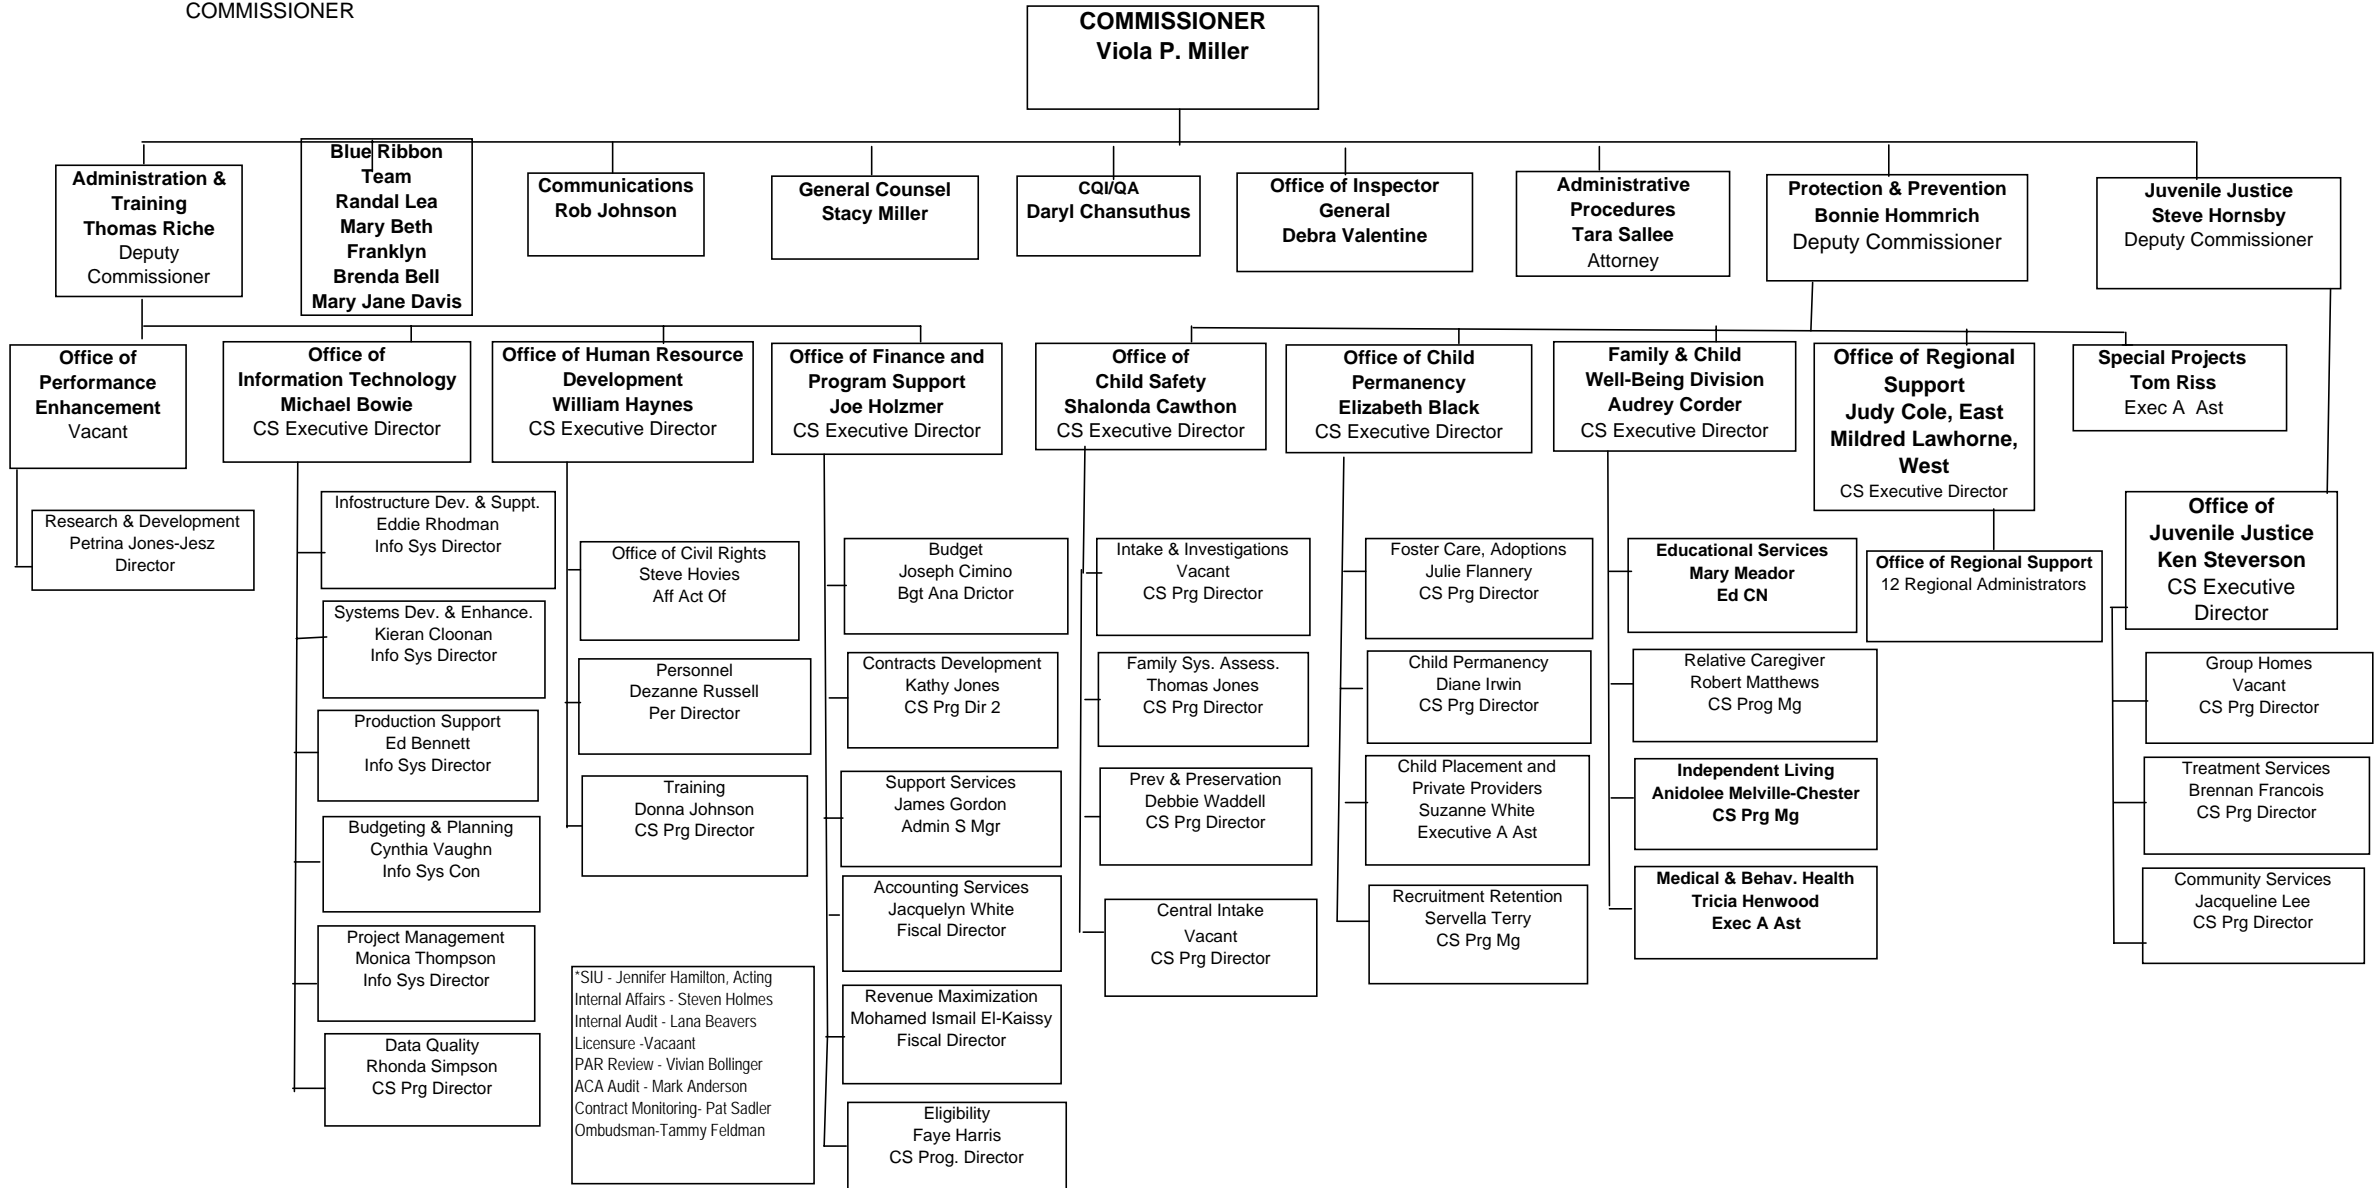 COMMISSIONER
COMMISSIONER
Viola P. Miller
Administration &
Training
Thomas Riche
Deputy
Commissioner
Blue Ribbon
Team
Randal Lea
Mary Beth
Franklyn
Brenda Bell
Mary Jane Davis
Communications
Rob Johnson
General Counsel
Stacy Miller
CQI/QA
Daryl Chansuthus
Office of Inspector
General
Debra Valentine
Administrative
Procedures
Tara Sallee
Attorney
Protection & Prevention
Bonnie Hommrich
Deputy Commissioner
Juvenile Justice
Steve Hornsby
Deputy Commissioner
Office of
Performance
Enhancement
Vacant
Office of
Information Technology
Michael Bowie
CS Executive Director
Office of Human Resource
Development
William Haynes
CS Executive Director
Office of Finance and
Program Support
Joe Holzmer
CS Executive Director
Office of
Child Safety
Shalonda Cawthon
CS Executive Director
Office of Child
Permanency
Elizabeth Black
CS Executive Director
Family & Child
Well-Being Division
Audrey Corder
CS Executive Director
Office of Regional
Support
Judy Cole, East
Mildred Lawhorne,
West
CS Executive Director
Special Projects
Tom Riss
Exec A Ast
Research & Development
Petrina Jones-Jesz
Director
Infostructure Dev. & Suppt.
Eddie Rhodman
Info Sys Director
Systems Dev. & Enhance.
Kieran Cloonan
Info Sys Director
Production Support
Ed Bennett
Info Sys Director
Budgeting & Planning
Cynthia Vaughn
Info Sys Con
Project Management
Monica Thompson
Info Sys Director
Data Quality
Rhonda Simpson
CS Prg Director
Office of Civil Rights
Steve Hovies
Aff Act Of
Personnel
Dezanne Russell
Per Director
Training
Donna Johnson
CS Prg Director
*SIU - Jennifer Hamilton, Acting
Internal Affairs - Steven Holmes
Internal Audit - Lana Beavers
Licensure -Vacaant
PAR Review - Vivian Bollinger
ACA Audit - Mark Anderson
Contract Monitoring- Pat Sadler
Ombudsman-Tammy Feldman
Budget
Joseph Cimino
Bgt Ana Drictor
Contracts Development
Kathy Jones
CS Prg Dir 2
Support Services
James Gordon
Admin S Mgr
Accounting Services
Jacquelyn White
Fiscal Director
Revenue Maximization
Mohamed Ismail El-Kaissy
Fiscal Director
Eligibility
Faye Harris
CS Prog. Director
Intake & Investigations
Vacant
CS Prg Director
Family Sys. Assess.
Thomas Jones
CS Prg Director
Prev & Preservation
Debbie Waddell
CS Prg Director
Central Intake
Vacant
CS Prg Director
Foster Care, Adoptions
Julie Flannery
CS Prg Director
Child Permanency
Diane Irwin
CS Prg Director
Child Placement and
Private Providers
Suzanne White
Executive A Ast
Recruitment Retention
Servella Terry
CS Prg Mg
Educational Services
Mary Meador
Ed CN
Relative Caregiver
Robert Matthews
CS Prog Mg
Independent Living
Anidolee Melville-Chester
CS Prg Mg
Medical & Behav. Health
Tricia Henwood
Exec A Ast
Office of Regional Support
12 Regional Administrators
Office of
Juvenile Justice
Ken Steverson
CS Executive
Director
Group Homes
Vacant
CS Prg Director
Treatment Services
Brennan Francois
CS Prg Director
Community Services
Jacqueline Lee
CS Prg Director